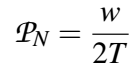 𝒫_N = w / 2T